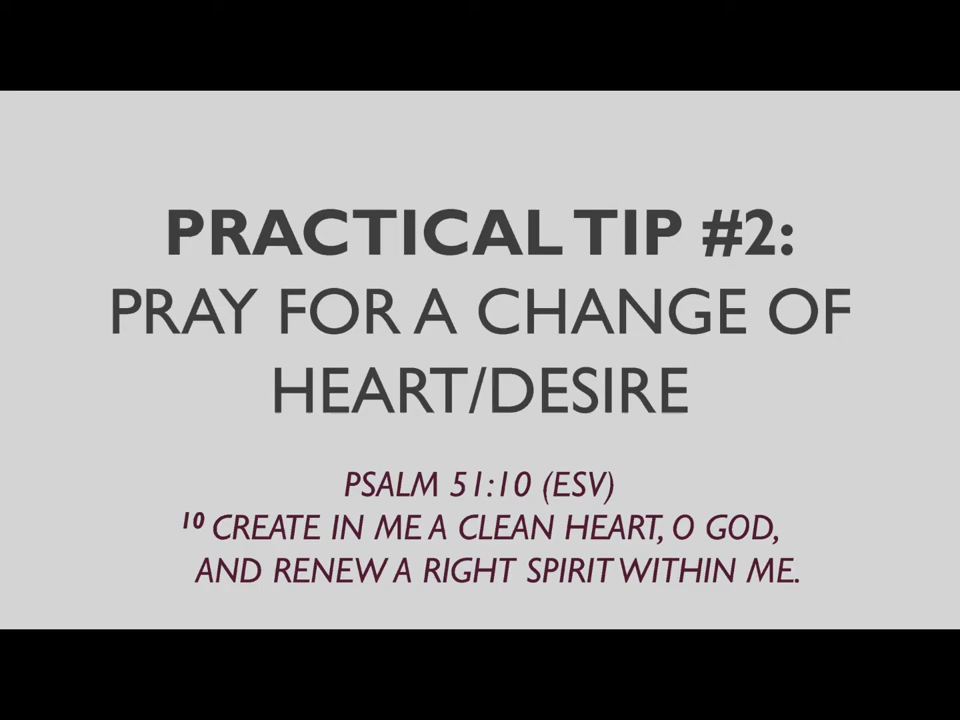 PRACTICAL TIP #2:
PRAY FOR A CHANGE OF
HEART/DESIRE
PSALM 51:10 (ESV)
10 CREATE IN ME A CLEAN HEART, O GOD,
AND RENEW A RIGHT SPIRIT WITHIN ME.